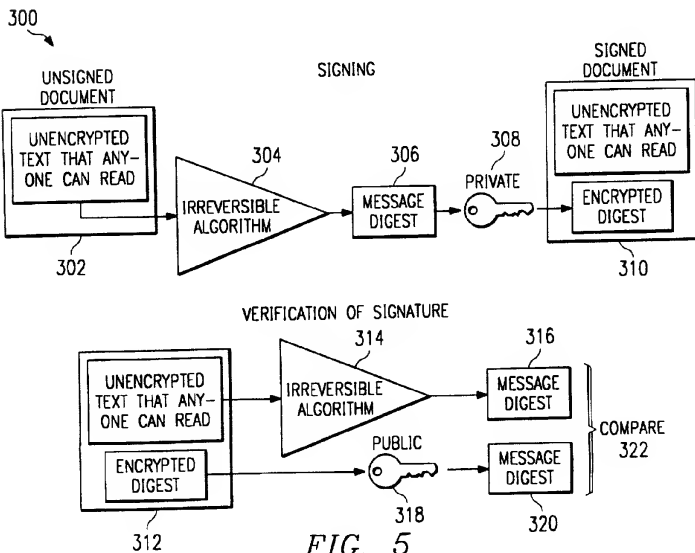 300
UNSIGNED
DOCUMENT
UNENCRYPTED
TEXT THAT ANY-
ONE CAN READ
302
SIGNING
304
IRREVERSIBLE
ALGORITHM
306
MESSAGE
DIGEST
308
PRIVATE
SIGNED
DOCUMENT
UNENCRYPTED
TEXT THAT ANY-
ONE CAN READ
ENCRYPTED
DIGEST
310
VERIFICATION OF SIGNATURE
UNENCRYPTED
TEXT THAT ANY-
ONE CAN READ
ENCRYPTED
DIGEST
312
314
IRREVERSIBLE
ALGORITHM
316
MESSAGE
DIGEST
PUBLIC
318
MESSAGE
DIGEST
320
COMPARE
322
FIG. 5